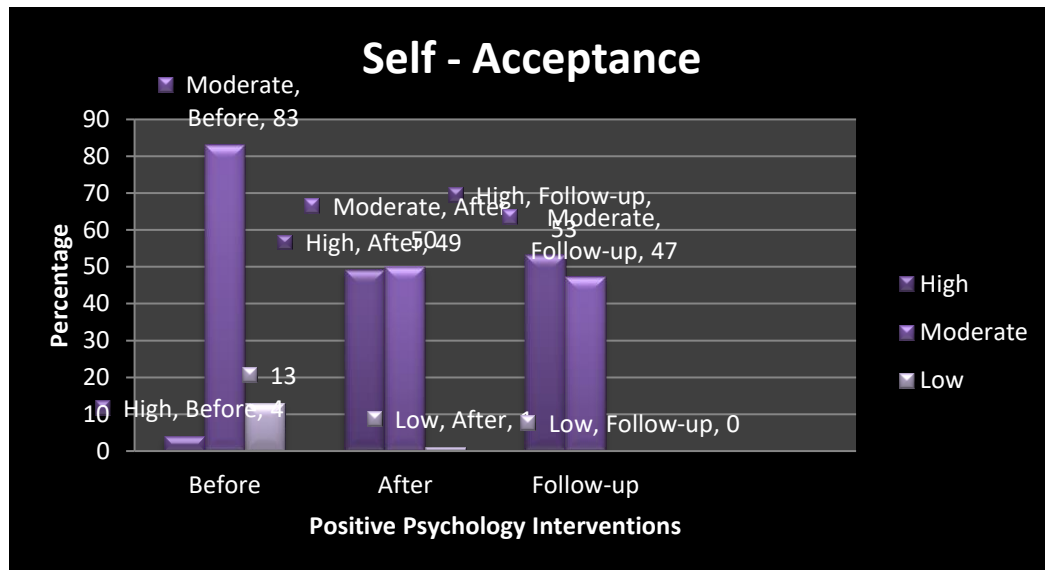 Self - Acceptance
Moderate,
Before, 83
High, Follow-up,
53
Moderate, After,
50
Moderate,
Follow-up, 47
High, After, 49
13
High, Before, 4
Low, After, 1
Low, Follow-up, 0
90
80
70
60
50
40
30
20
10
0
Percentage
Before
After
Follow-up
Positive Psychology Interventions
High
Moderate
Low